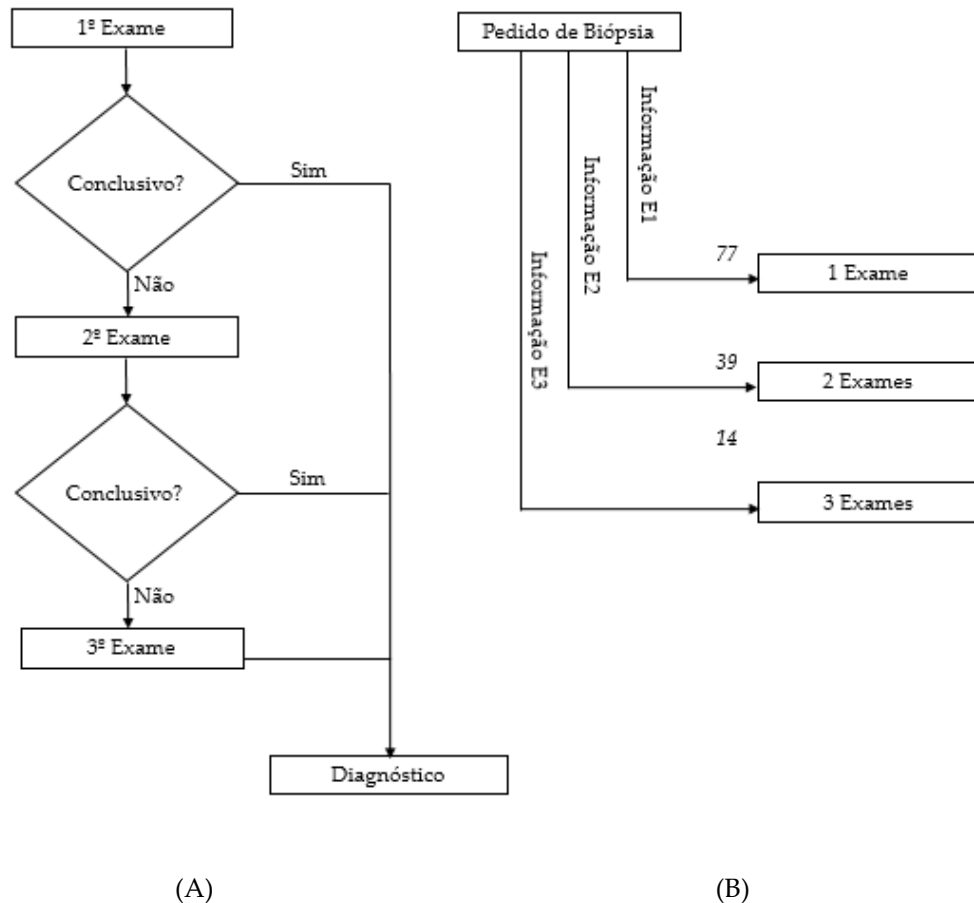 1º Exame
Conclusivo?
Sim
Não
2º Exame
Conclusivo?
Sim
Não
3º Exame
Diagnóstico
(A)
Pedido de Biópsia
Informação E1
Informação E2
Informação E3
77
1 Exame
39
2 Exames
14
3 Exames
(B)